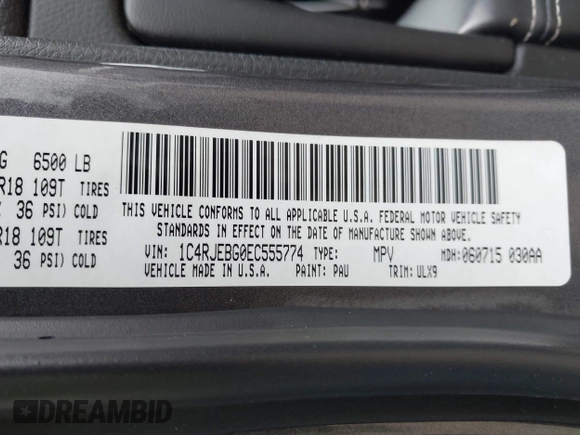 G 6500 LB
R18 109T TIRES
36 PSI) COLD
R18 109T TIRES
36 PSI) COLD
THIS VEHICLE CONFORMS TO ALL APPLICABLE U.S.A. FEDERAL MOTOR VEHICLE SAFETY
STANDARDS IN EFFECT ON THE DATE OF MANUFACTURE SHOWN ABOVE.
VIN: 1C4RJEBG0EC555774 TYPE: MPV MDH: 060715 030AA
VEHICLE MADE IN U.S.A. PAINT: PAU TRIM: ULX9
DREAMBID